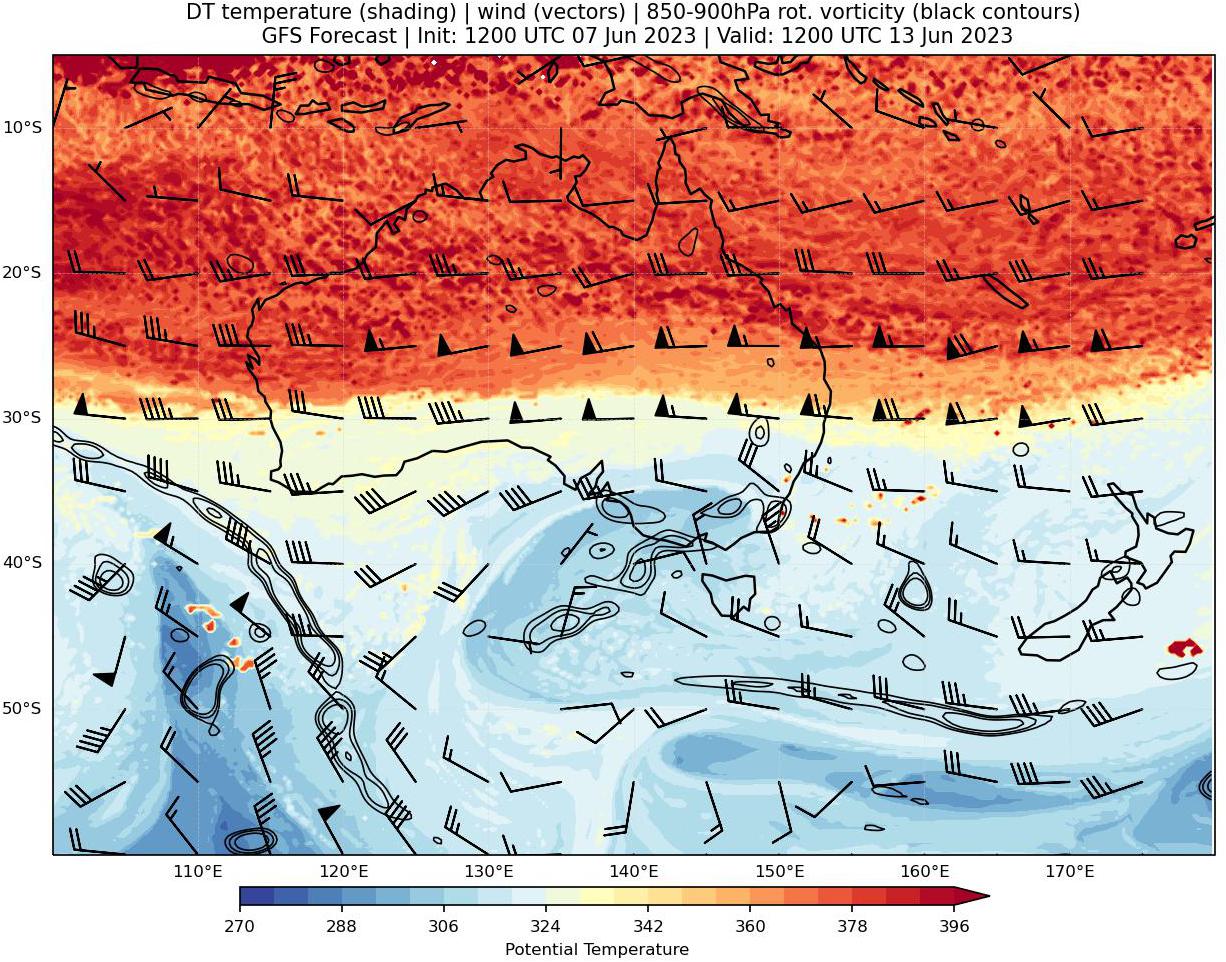 DT temperature (shading) | wind (vectors) | 850-900hPa rot. vorticity (black contours)
GFS Forecast | Init: 1200 UTC 07 Jun 2023 | Valid: 1200 UTC 13 Jun 2023
10°S
20°S
30°S
40°S
50°S
110°E 120°E 130°E 140°E 150°E 160°E 170°E
270 288 306 324 342 360 378 396
Potential Temperature